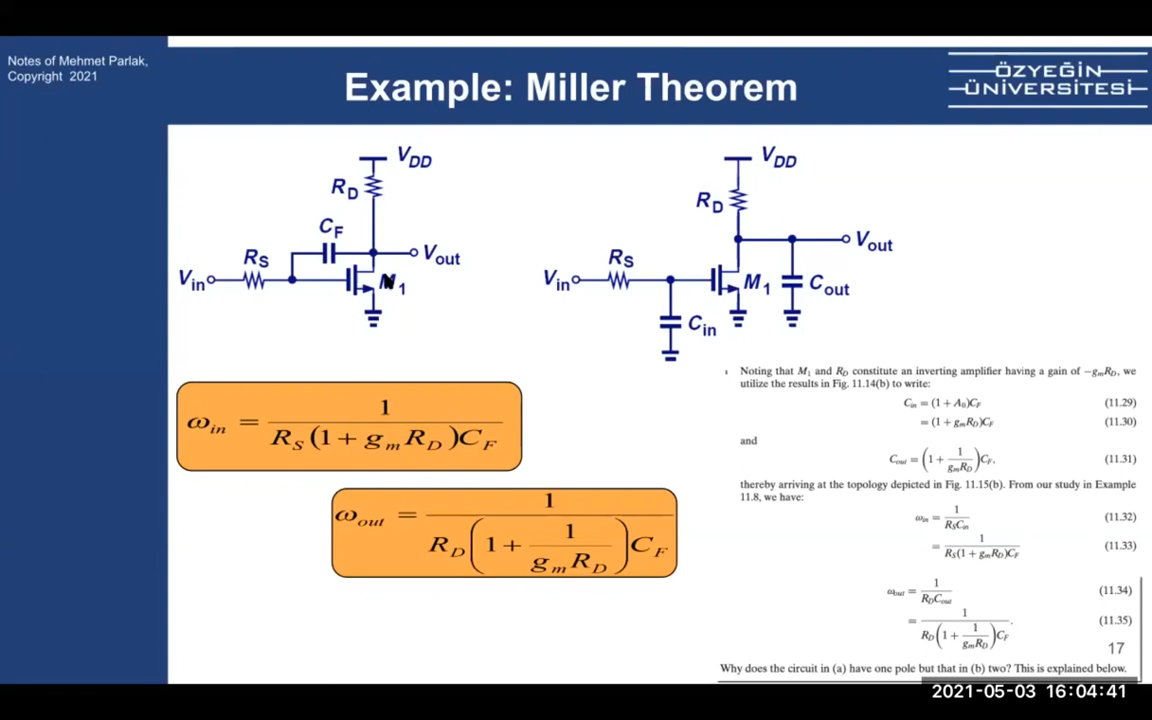 Notes of Mehmet Parlak,
Copyright 2021
Example: Miller Theorem
ÖZYEĞİN
ÜNİVERSİTESİ
V_DD
R_D
C_F
V_out
R_S
V_in
M_1
V_DD
R_D
V_out
R_S
V_in
M_1
C_out
C_in
ω_in = 1 / R_S(1 + g_m R_D)C_F
ω_out = 1 / R_D(1 + 1 / g_m R_D)C_F
Noting that M_1 and R_D constitute an inverting amplifier having a gain of −g_m R_D, we
utilize the results in Fig. 11.14(b) to write:
C_in = (1 + A_0)C_F (11.29)
= (1 + g_m R_D)C_F (11.30)
and
C_out = (1 + 1 / g_m R_D)C_F, (11.31)
thereby arriving at the topology depicted in Fig. 11.15(b). From our study in Example
11.8, we have:
ω_in = 1 / R_S C_in (11.32)
= 1 / R_S(1 + g_m R_D)C_F (11.33)
ω_out = 1 / R_D C_out (11.34)
= 1 / R_D(1 + 1 / g_m R_D)C_F. (11.35)
17
Why does the circuit in (a) have one pole but that in (b) two? This is explained below.
2021-05-03 16:04:41